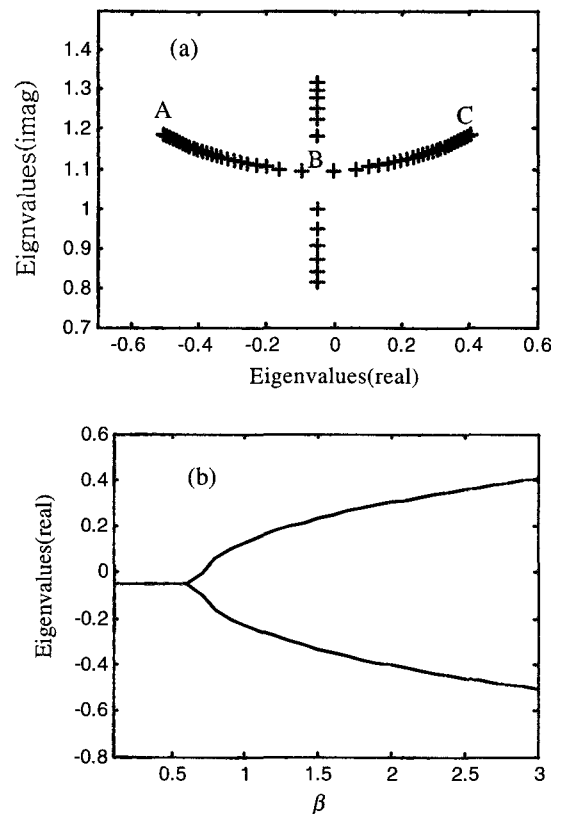 (a)
1.4
1.3
1.2
1.1
1
0.9
0.8
0.7
A
B
C
Eignvalues(imag)
-0.6 -0.4 -0.2 0 0.2 0.4 0.6
Eigenvalues(real)
(b)
0.6
0.4
0.2
0
-0.2
-0.4
-0.6
-0.8
Eigenvalues(real)
0.5 1 1.5 2 2.5 3
β